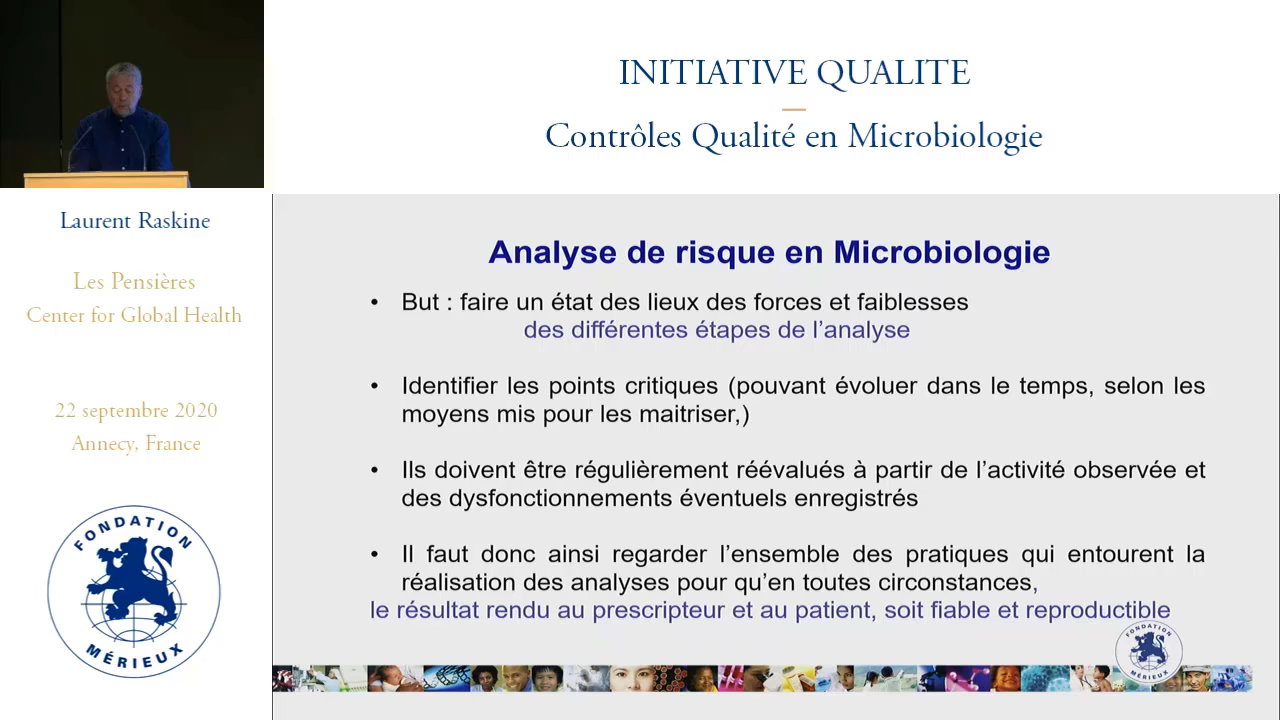 INITIATIVE QUALITE
Contrôles Qualité en Microbiologie
Laurent Raskine
Les Pensières
Center for Global Health
22 septembre 2020
Annecy, France
FONDATION
MÉRIEUX
Analyse de risque en Microbiologie
• But : faire un état des lieux des forces et faiblesses
des différentes étapes de l’analyse
• Identifier les points critiques (pouvant évoluer dans le temps, selon les
moyens mis pour les maitriser,)
• Ils doivent être régulièrement réévalués à partir de l’activité observée et
des dysfonctionnements éventuels enregistrés
• Il faut donc ainsi regarder l’ensemble des pratiques qui entourent la
réalisation des analyses pour qu’en toutes circonstances,
le résultat rendu au prescripteur et au patient, soit fiable et reproductible
FONDATION
MÉRIEUX